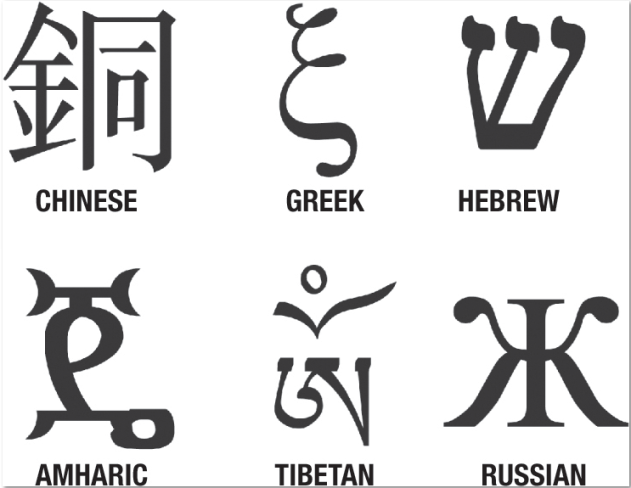 銅 ξ ש
CHINESE GREEK HEBREW
ༀ Ж
AMHARIC TIBETAN RUSSIAN